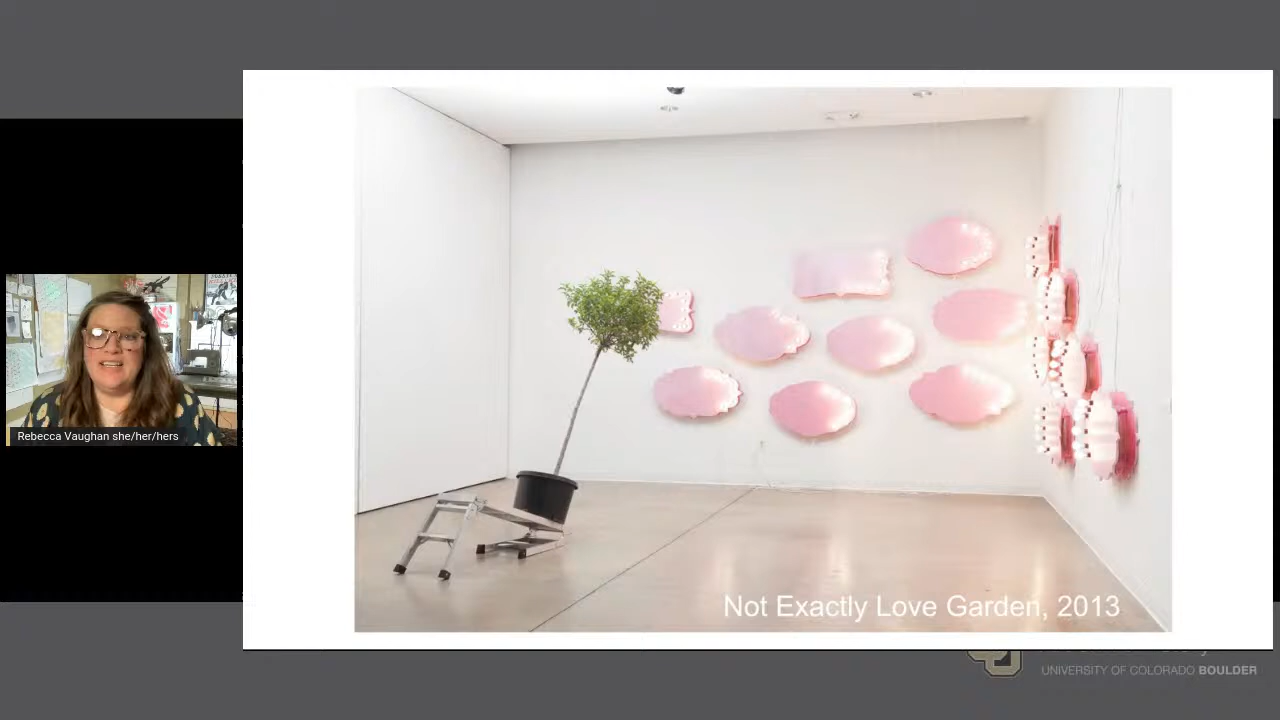 Rebecca Vaughan she/her/hers
Not Exactly Love Garden, 2013
UNIVERSITY OF COLORADO BOULDER